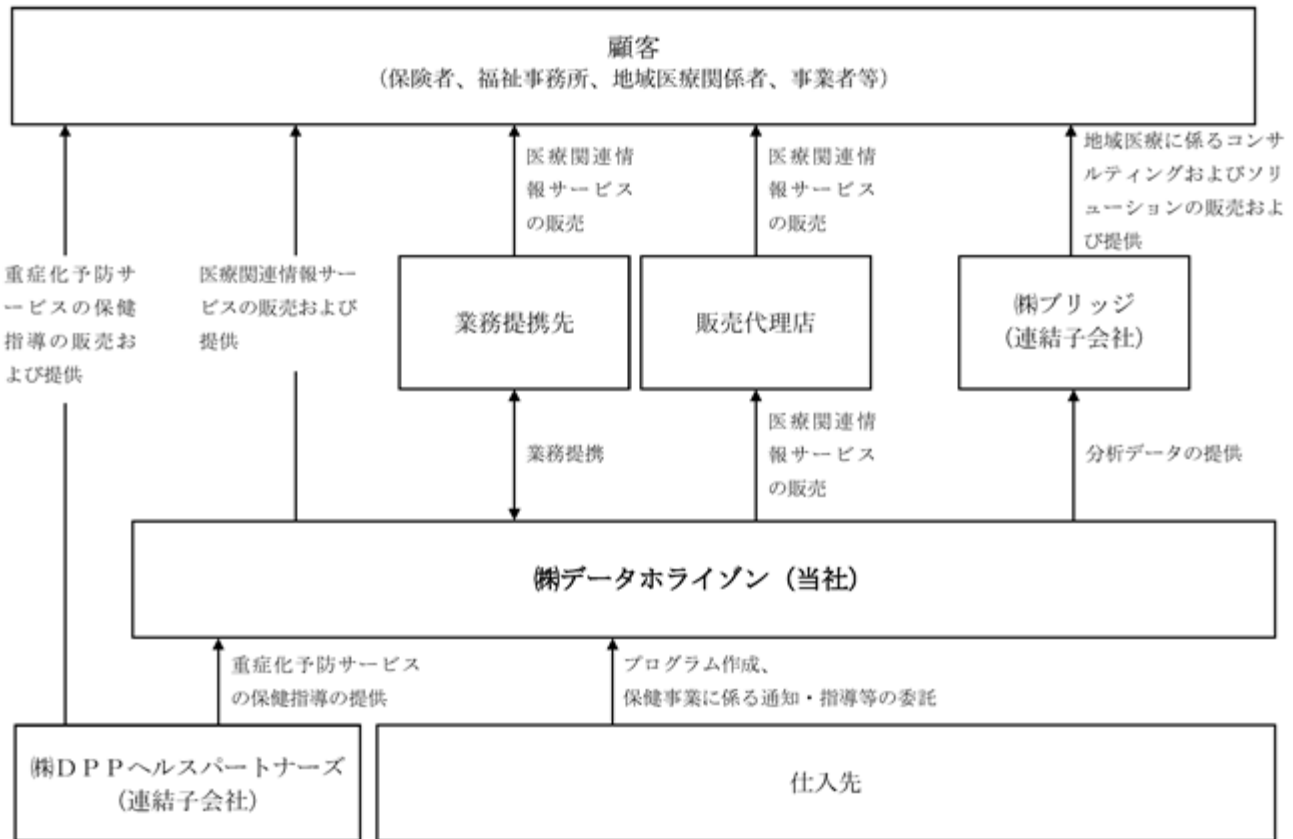 顧客
(保険者、福祉事務所、地域医療関係者、事業者等)
医療関連情
報サービス
の販売
医療関連情
報サービス
の販売
地域医療に係るコンサ
ルティングおよびソリ
ューションの販売およ
び提供
重症化予防サ
ービスの保健
指導の販売お
よび提供
医療関連情報サー
ビスの販売および
提供
業務提携先
販売代理店
㈱ブリッジ
(連結子会社)
業務提携
医療関連情
報サービス
の販売
分析データの提供
㈱データホライゾン（当社）
重症化予防サービス
の保健指導の提供
プログラム作成、
保健事業に係る通知・指導等の委託
㈱ＤＰＰヘルスパートナーズ
(連結子会社)
仕入先